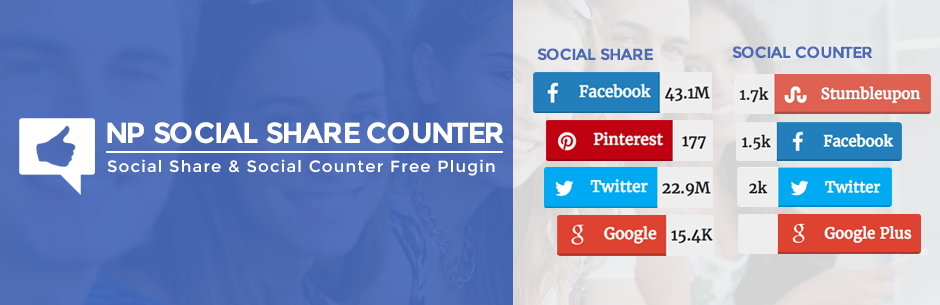 NP SOCIAL SHARE COUNTER
Social Share & Social Counter Free Plugin
SOCIAL SHARE
Facebook 43.1M
Pinterest 177
Twitter 22.9M
Google 15.4K
SOCIAL COUNTER
1.7k Stumbleupon
1.5k Facebook
2k Twitter
Google Plus